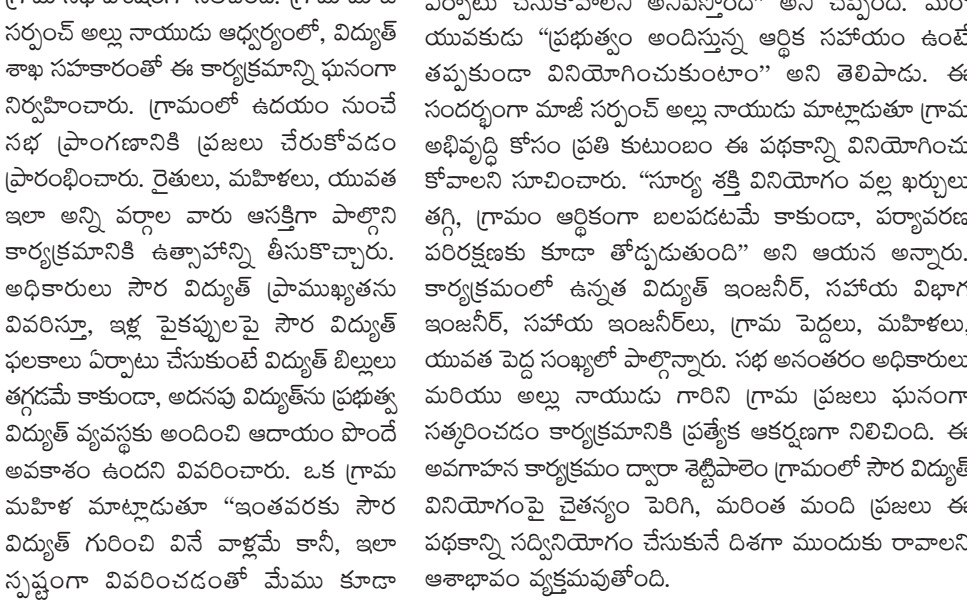 సర్పంచ్ అల్లు నాయుడు ఆధ్వర్యంలో, విద్యుత్
శాఖ సహకారంతో ఈ కార్యక్రమాన్ని ఘనంగా
నిర్వహించారు. గ్రామంలో ఉదయం నుంచే
సభ ప్రాంగణానికి ప్రజలు చేరుకోవడం
ప్రారంభించారు. రైతులు, మహిళలు, యువత
ఇలా అన్ని వర్గాల వారు ఆసక్తిగా పాల్గొని
కార్యక్రమానికి ఉత్సాహాన్ని తీసుకొచ్చారు.
అధికారులు సౌర విద్యుత్ ప్రాముఖ్యతను
వివరిస్తూ, ఇళ్ల పైకప్పులపై సౌర విద్యుత్
ఫలకాలు ఏర్పాటు చేసుకుంటే విద్యుత్ బిల్లులు
తగ్గడమే కాకుండా, అదనపు విద్యుత్‌ను ప్రభుత్వ
విద్యుత్ వ్యవస్థకు అందించి ఆదాయం పొందే
అవకాశం ఉందని వివరించారు. ఒక గ్రామ
మహిళ మాట్లాడుతూ “ఇంతవరకు సౌర
విద్యుత్ గురించి వినే వాళ్లమే కానీ, ఇలా
స్పష్టంగా వివరించడంతో మేము కూడా
ఏర్పాటు చేసుకోవాలని అనిపిస్తోంది” అని చెప్పింది. మరో
యువకుడు “ప్రభుత్వం అందిస్తున్న ఆర్థిక సహాయం ఉంటే
తప్పకుండా వినియోగించుకుంటాం” అని తెలిపాడు. ఈ
సందర్భంగా మాజీ సర్పంచ్ అల్లు నాయుడు మాట్లాడుతూ గ్రామ
అభివృద్ధి కోసం ప్రతి కుటుంబం ఈ పథకాన్ని వినియోగించు
కోవాలని సూచించారు. “సూర్య శక్తి వినియోగం వల్ల ఖర్చులు
తగ్గి, గ్రామం ఆర్థికంగా బలపడటమే కాకుండా, పర్యావరణ
పరిరక్షణకు కూడా తోడ్పడుతుంది” అని ఆయన అన్నారు.
కార్యక్రమంలో ఉన్నత విద్యుత్ ఇంజనీర్, సహాయ విభాగ
ఇంజనీర్, సహాయ ఇంజనీర్‌లు, గ్రామ పెద్దలు, మహిళలు,
యువత పెద్ద సంఖ్యలో పాల్గొన్నారు. సభ అనంతరం అధికారులు
మరియు అల్లు నాయుడు గారిని గ్రామ ప్రజలు ఘనంగా
సత్కరించడం కార్యక్రమానికి ప్రత్యేక ఆకర్షణగా నిలిచింది. ఈ
అవగాహన కార్యక్రమం ద్వారా శెట్టిపాలెం గ్రామంలో సౌర విద్యుత్
వినియోగంపై చైతన్యం పెరిగి, మరింత మంది ప్రజలు ఈ
పథకాన్ని సద్వినియోగం చేసుకునే దిశగా ముందుకు రావాలని
ఆశాభావం వ్యక్తమవుతోంది.